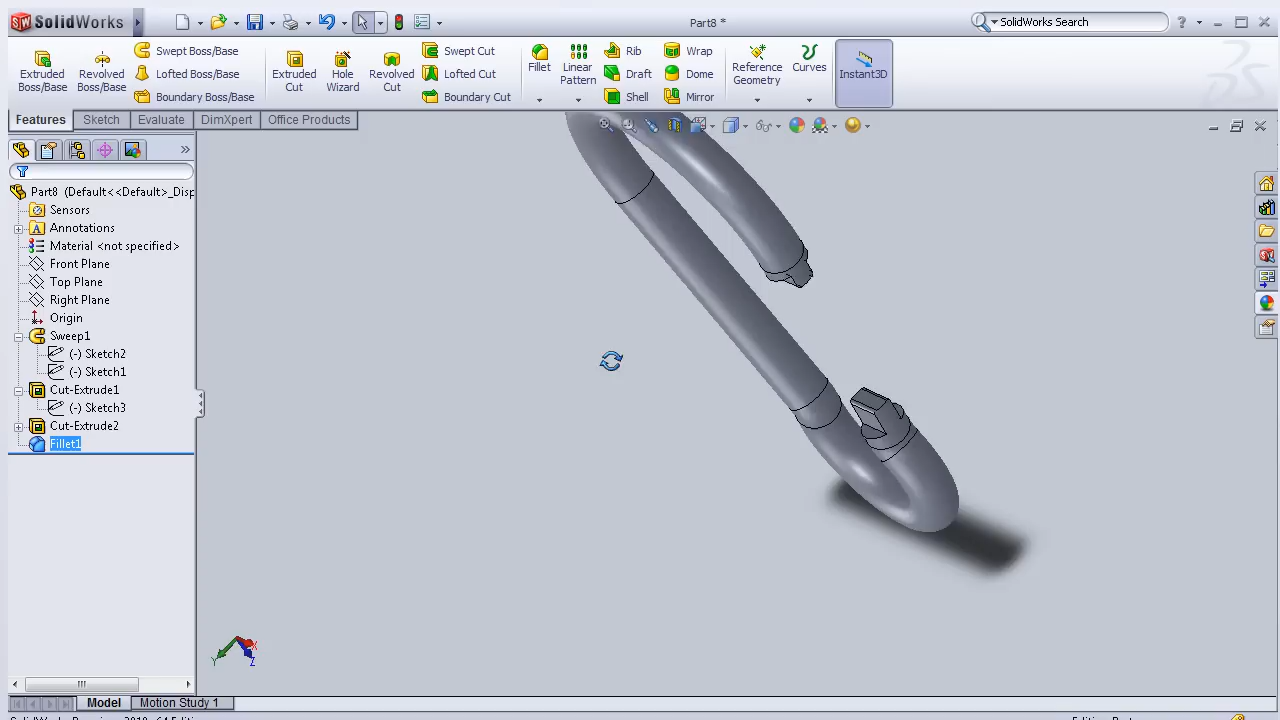 SolidWorks
Part8 *
SolidWorks Search
Extruded Boss/Base
Revolved Boss/Base
Swept Boss/Base
Lofted Boss/Base
Boundary Boss/Base
Extruded Cut
Hole Wizard
Revolved Cut
Swept Cut
Lofted Cut
Boundary Cut
Fillet
Linear Pattern
Rib
Draft
Shell
Wrap
Dome
Mirror
Reference Geometry
Curves
Instant3D
Features
Sketch
Evaluate
DimXpert
Office Products
Part8 (Default<<Default>_Disp
Sensors
Annotations
Material <not specified>
Front Plane
Top Plane
Right Plane
Origin
Sweep1
(-) Sketch2
(-) Sketch1
Cut-Extrude1
(-) Sketch3
Cut-Extrude2
Fillet1
X
Y
Z
Model
Motion Study 1